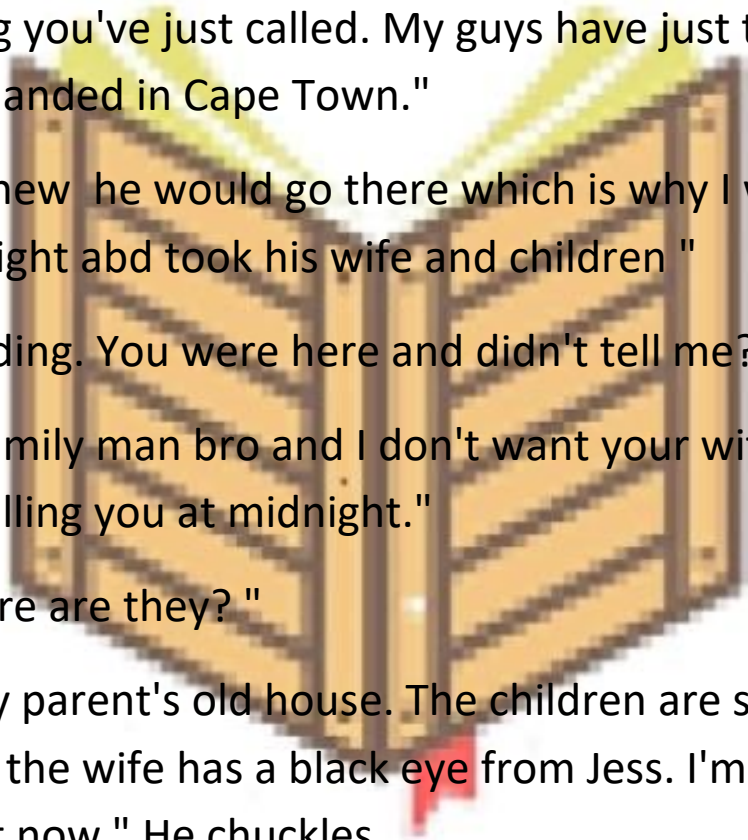 g you've just called. My guys have just t
anded in Cape Town."
new he would go there which is why I
ight abd took his wife and children "
ding. You were here and didn't tell me?
mily man bro and I don't want your wi
lling you at midnight."
re are they? "
y parent's old house. The children are s
the wife has a black eye from Jess. I'm
t now." He chuckles